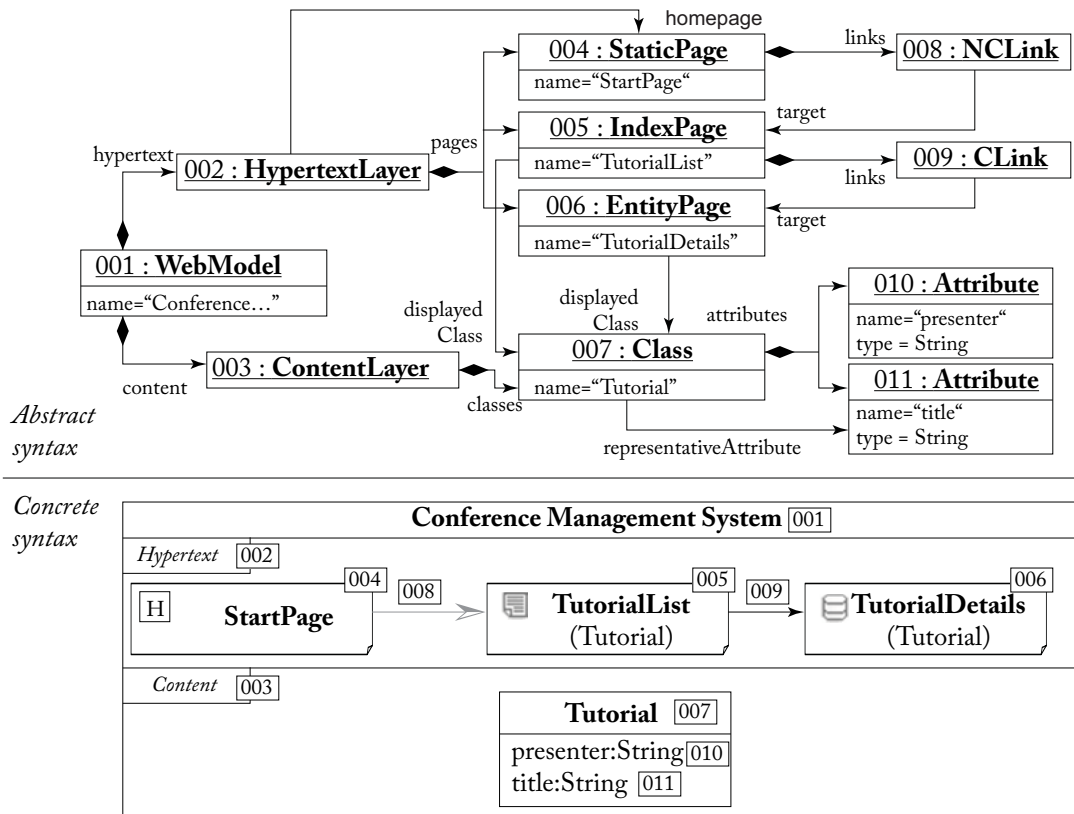 homepage
004 : StaticPage
name=“StartPage“
links
008 : NCLink
target
005 : IndexPage
name=“TutorialList”
links
009 : CLink
target
hypertext
pages
002 : HypertextLayer
006 : EntityPage
name=“TutorialDetails”
001 : WebModel
name=“Conference…”
displayed
Class
displayed
Class
attributes
010 : Attribute
name=“presenter“
type = String
007 : Class
name=“Tutorial”
003 : ContentLayer
content
classes
011 : Attribute
name=“title“
type = String
representativeAttribute
Abstract
syntax
Concrete
syntax
Conference Management System 001
Hypertext 002
004
008
005
009
006
H
StartPage
TutorialList
(Tutorial)
TutorialDetails
(Tutorial)
Content 003
Tutorial 007
presenter:String 010
title:String 011